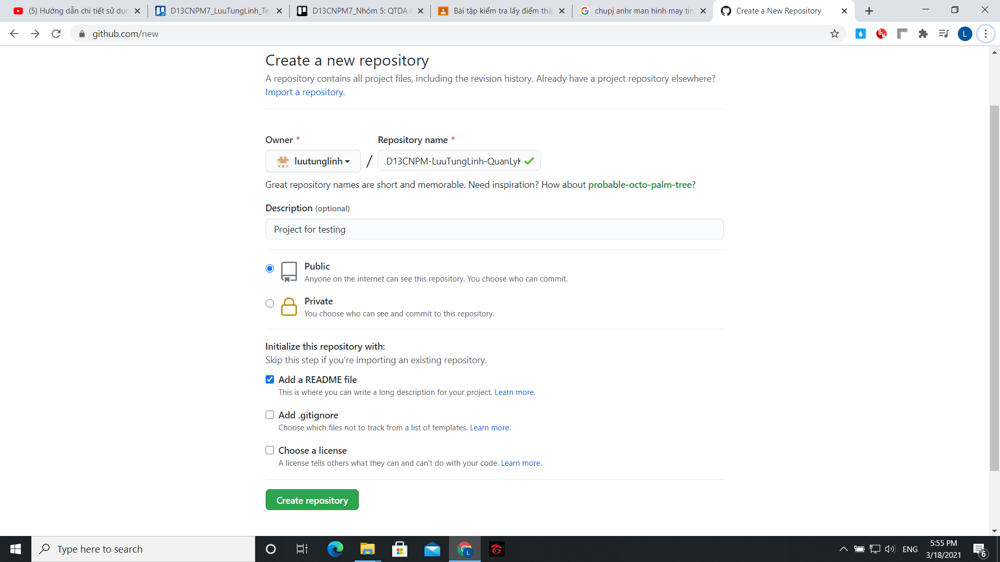 (5) Hướng dẫn chi tiết sử dụn
D13CNPM7_LuuTungLinh_Te
D13CNPM7_Nhóm 5: QTDA
Bài tập kiểm tra lấy điểm thà
chupj anhr man hinh may tin
Create a New Repository
github.com/new
L
Create a new repository
A repository contains all project files, including the revision history. Already have a project repository elsewhere?
Import a repository.
Owner *
Repository name *
luutunglinh
/
D13CNPM-LuuTungLinh-QuanLyK
Great repository names are short and memorable. Need inspiration? How about probable-octo-palm-tree?
Description (optional)
Project for testing
Public
Anyone on the internet can see this repository. You choose who can commit.
Private
You choose who can see and commit to this repository.
Initialize this repository with:
Skip this step if you’re importing an existing repository.
Add a README file
This is where you can write a long description for your project. Learn more.
Add .gitignore
Choose which files not to track from a list of templates. Learn more.
Choose a license
A license tells others what they can and can't do with your code. Learn more.
Create repository
Type here to search
L
ENG
5:55 PM
3/18/2021
6